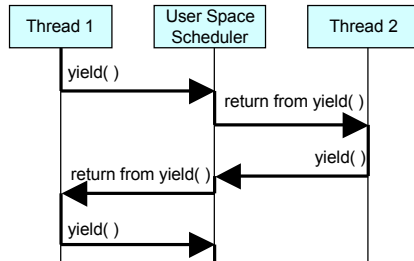 Thread 1
User Space
Scheduler
Thread 2
yield( )
return from yield( )
yield( )
return from yield( )
yield( )